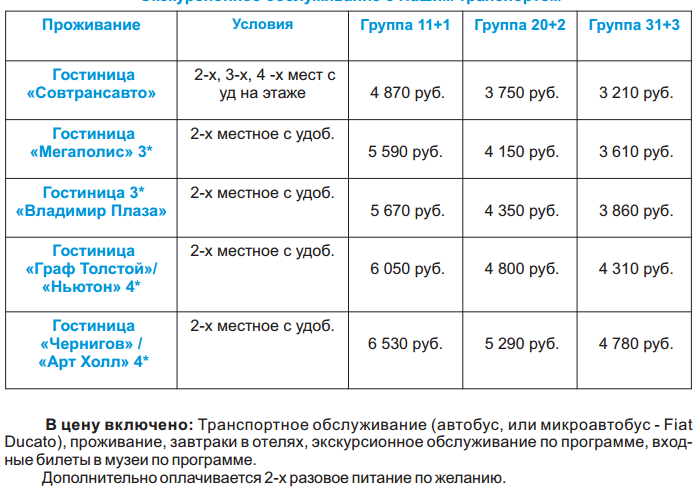 Экскурсионное обслуживание с Нашим транспортом
Проживание Условия Группа 11+1 Группа 20+2 Группа 31+3
Гостиница
«Совтрансавто»
2-х, 3-х, 4 -х мест с
уд на этаже
4 870 руб. 3 750 руб. 3 210 руб.
Гостиница
«Мегаполис» 3*
2-х местное с удоб.
5 590 руб. 4 150 руб. 3 610 руб.
Гостиница 3*
«Владимир Плаза»
2-х местное с удоб.
5 670 руб. 4 350 руб. 3 860 руб.
Гостиница
«Граф Толстой»/
«Ньютон» 4*
2-х местное с удоб.
6 050 руб. 4 800 руб. 4 310 руб.
Гостиница
«Чернигов» /
«Арт Холл» 4*
2-х местное с удоб.
6 530 руб. 5 290 руб. 4 780 руб.
В цену включено: Транспортное обслуживание (автобус, или микроавтобус - Fiat
Ducato), проживание, завтраки в отелях, экскурсионное обслуживание по программе, вход-
ные билеты в музеи по программе.
Дополнительно оплачивается 2-х разовое питание по желанию.